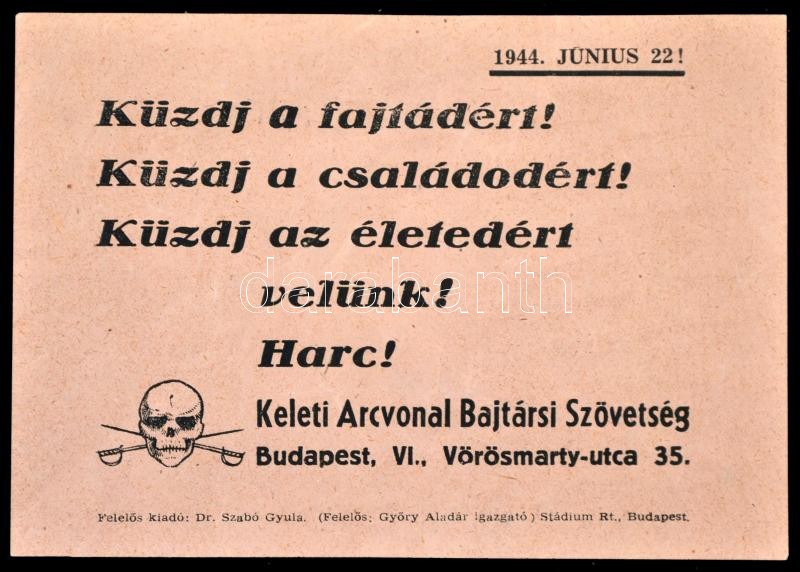 1944. JÚNIUS 22!
Küzdj a fajtádért!
Küzdj a családodért!
Küzdj az életedért
velünk!
Harc!
darabanth
Keleti Arcvonal Bajtársi Szövetség
Budapest, VI., Vörösmarty-utca 35.
Felelős kiadó: Dr. Szabó Gyula. (Felelős: Győry Aladár igazgató) Stádium Rt., Budapest.